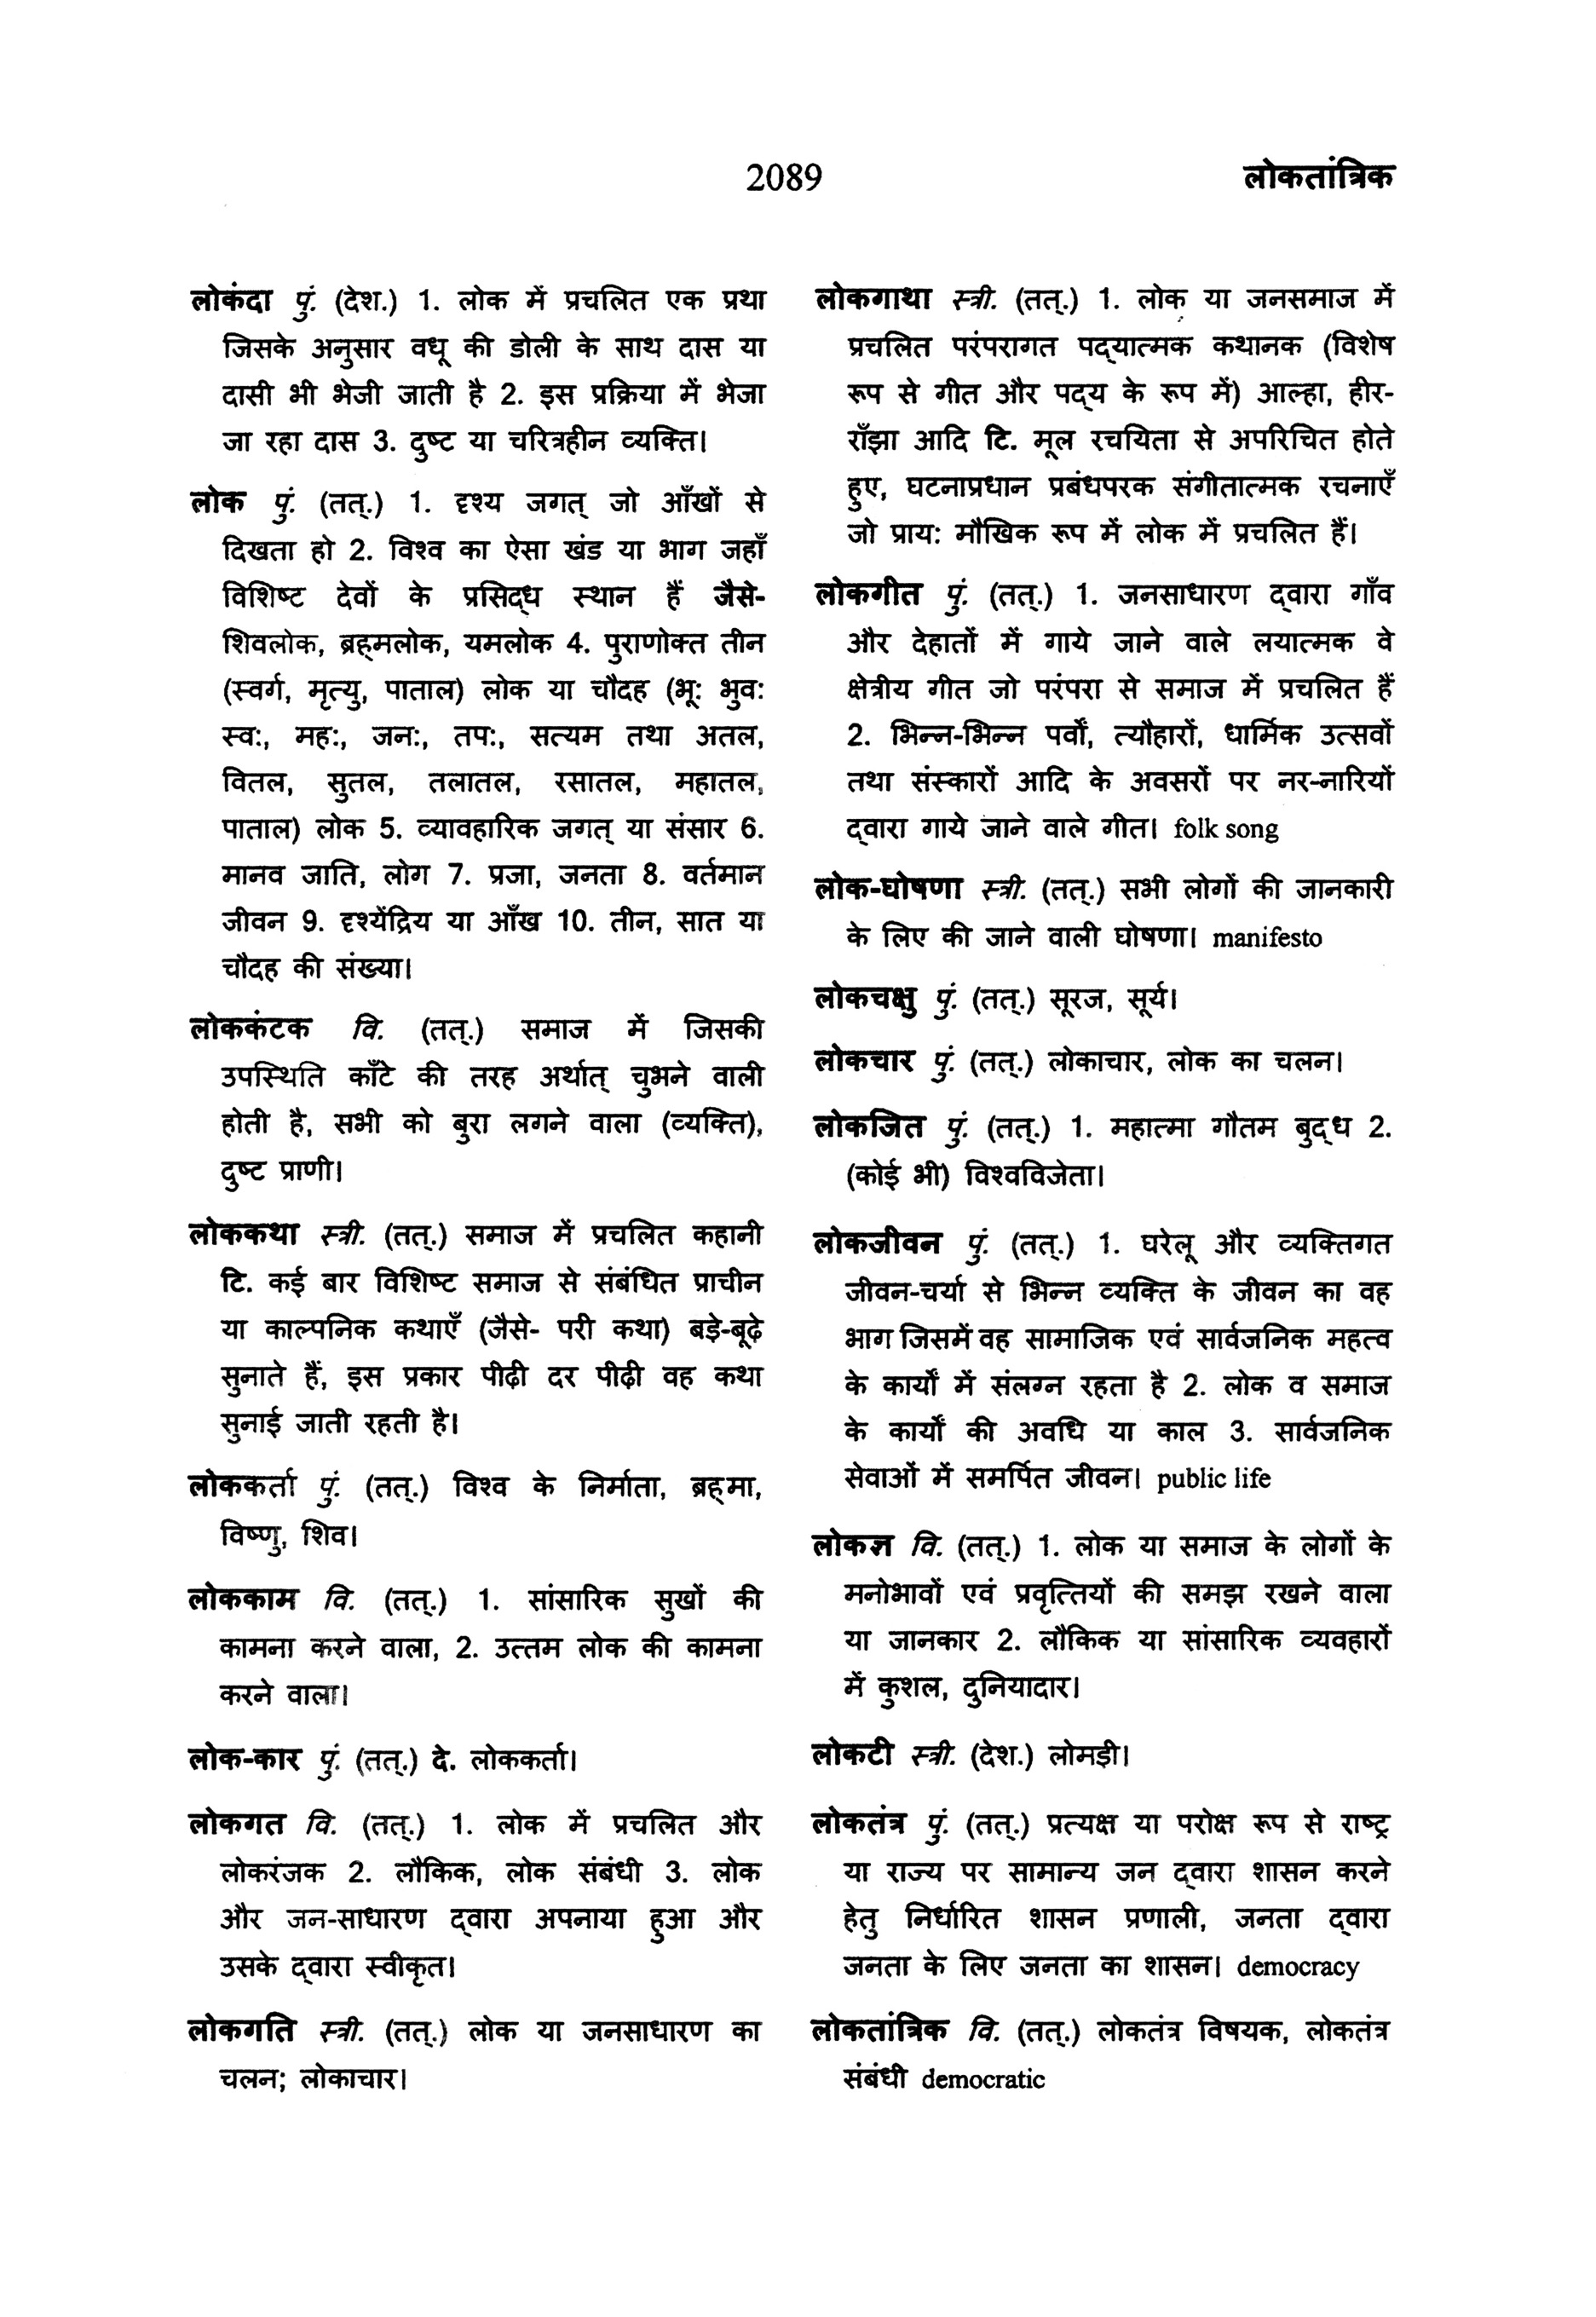 2089
लोकतांत्रिक
लोकंदा पुं. (देश.) 1. लोक में प्रचलित एक प्रथा
जिसके अनुसार वधू की डोली के साथ दास या
दासी भी भेजी जाती है 2. इस प्रक्रिया में भेजा
जा रहा दास 3. दुष्ट या चरित्रहीन व्यक्ति।
लोक पुं. (तत्.) 1. दृश्य जगत् जो आँखों से
दिखता हो 2. विश्व का ऐसा खंड या भाग जहाँ
विशिष्ट देवों के प्रसिद्ध स्थान हैं जैसे-
शिवलोक, ब्रह्मलोक, यमलोक 4. पुराणोक्त तीन
(स्वर्ग, मृत्यु, पाताल) लोक या चौदह (भू: भुव:
स्व:, मह:, जन:, तप:, सत्यम तथा अतल,
वितल, सुतल, तलातल, रसातल, महातल,
पाताल) लोक 5. व्यावहारिक जगत् या संसार 6.
मानव जाति, लोग 7. प्रजा, जनता 8. वर्तमान
जीवन 9. दृश्येंद्रिय या आँख 10. तीन, सात या
चौदह की संख्या।
लोककंटक वि. (तत्.) समाज में जिसकी
उपस्थिति काँटे की तरह अर्थात् चुभने वाली
होती है, सभी को बुरा लगने वाला (व्यक्ति),
दुष्ट प्राणी।
लोककथा स्त्री. (तत्.) समाज में प्रचलित कहानी
टि. कई बार विशिष्ट समाज से संबंधित प्राचीन
या काल्पनिक कथाएँ (जैसे- परी कथा) बड़े-बूढ़े
सुनाते हैं, इस प्रकार पीढ़ी दर पीढ़ी वह कथा
सुनाई जाती रहती है।
लोककर्ता पुं. (तत्.) विश्व के निर्माता, ब्रह्मा,
विष्णु, शिव।
लोककाम वि. (तत्.) 1. सांसारिक सुखों की
कामना करने वाला, 2. उत्तम लोक की कामना
करने वाला।
लोक-कार पुं. (तत्.) दे. लोककर्ता।
लोकगत वि. (तत्.) 1. लोक में प्रचलित और
लोकरंजक 2. लौकिक, लोक संबंधी 3. लोक
और जन-साधारण द्वारा अपनाया हुआ और
उसके द्वारा स्वीकृत।
लोकगति स्त्री. (तत्.) लोक या जनसाधारण का
चलन; लोकाचार।
लोकगाथा स्त्री. (तत्.) 1. लोक या जनसमाज में
प्रचलित परंपरागत पद्यात्मक कथानक (विशेष
रूप से गीत और पद्य के रूप में) आल्हा, हीर-
राँझा आदि टि. मूल रचयिता से अपरिचित होते
हुए, घटनाप्रधान प्रबंधपरक संगीतात्मक रचनाएँ
जो प्राय: मौखिक रूप में लोक में प्रचलित हैं।
लोकगीत पुं. (तत्.) 1. जनसाधारण द्वारा गाँव
और देहातों में गाये जाने वाले लयात्मक वे
क्षेत्रीय गीत जो परंपरा से समाज में प्रचलित हैं
2. भिन्न-भिन्न पर्वों, त्यौहारों, धार्मिक उत्सवों
तथा संस्कारों आदि के अवसरों पर नर-नारियों
द्वारा गाये जाने वाले गीत। folk song
लोक-घोषणा स्त्री. (तत्.) सभी लोगों की जानकारी
के लिए की जाने वाली घोषणा। manifesto
लोकचक्षु पुं. (तत्.) सूरज, सूर्य।
लोकचार पुं. (तत्.) लोकाचार, लोक का चलन।
लोकजित पुं. (तत्.) 1. महात्मा गौतम बुद्ध 2.
(कोई भी) विश्वविजेता।
लोकजीवन पुं. (तत्.) 1. घरेलू और व्यक्तिगत
जीवन-चर्या से भिन्न व्यक्ति के जीवन का वह
भाग जिसमें वह सामाजिक एवं सार्वजनिक महत्व
के कार्यों में संलग्न रहता है 2. लोक व समाज
के कार्यों की अवधि या काल 3. सार्वजनिक
सेवाओं में समर्पित जीवन। public life
लोकज्ञ वि. (तत्.) 1. लोक या समाज के लोगों के
मनोभावों एवं प्रवृत्तियों की समझ रखने वाला
या जानकार 2. लौकिक या सांसारिक व्यवहारों
में कुशल, दुनियादार।
लोकटी स्त्री. (देश.) लोमड़ी।
लोकतंत्र पुं. (तत्.) प्रत्यक्ष या परोक्ष रूप से राष्ट्र
या राज्य पर सामान्य जन द्वारा शासन करने
हेतु निर्धारित शासन प्रणाली, जनता द्वारा
जनता के लिए जनता का शासन। democracy
लोकतांत्रिक वि. (तत्.) लोकतंत्र विषयक, लोकतंत्र
संबंधी democratic